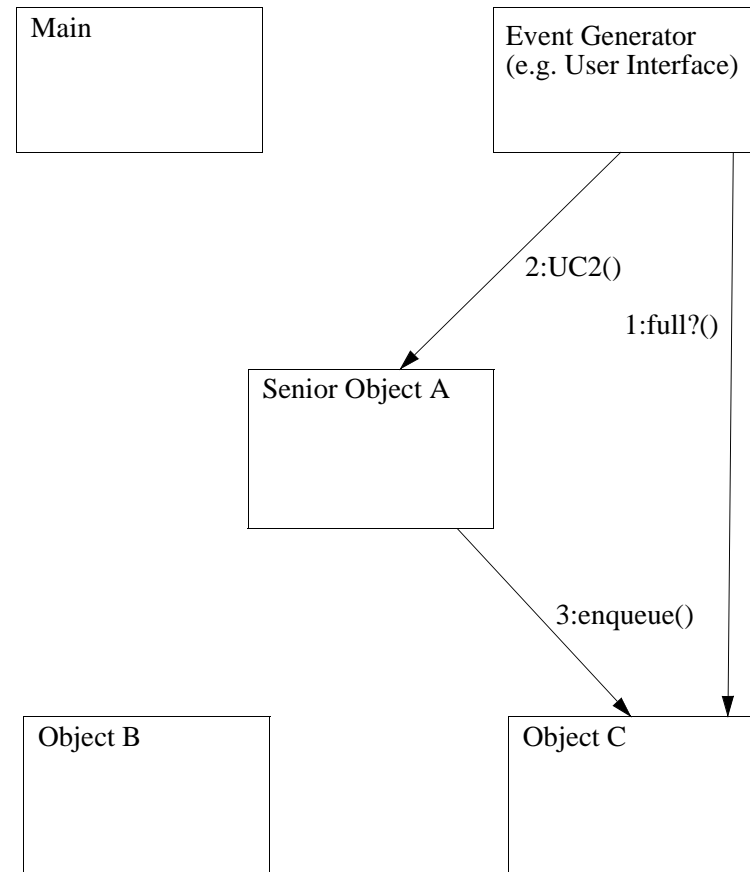 Main
Event Generator
(e.g. User Interface)
2:UC2()
1:full?()
Senior Object A
3:enqueue()
Object B
Object C